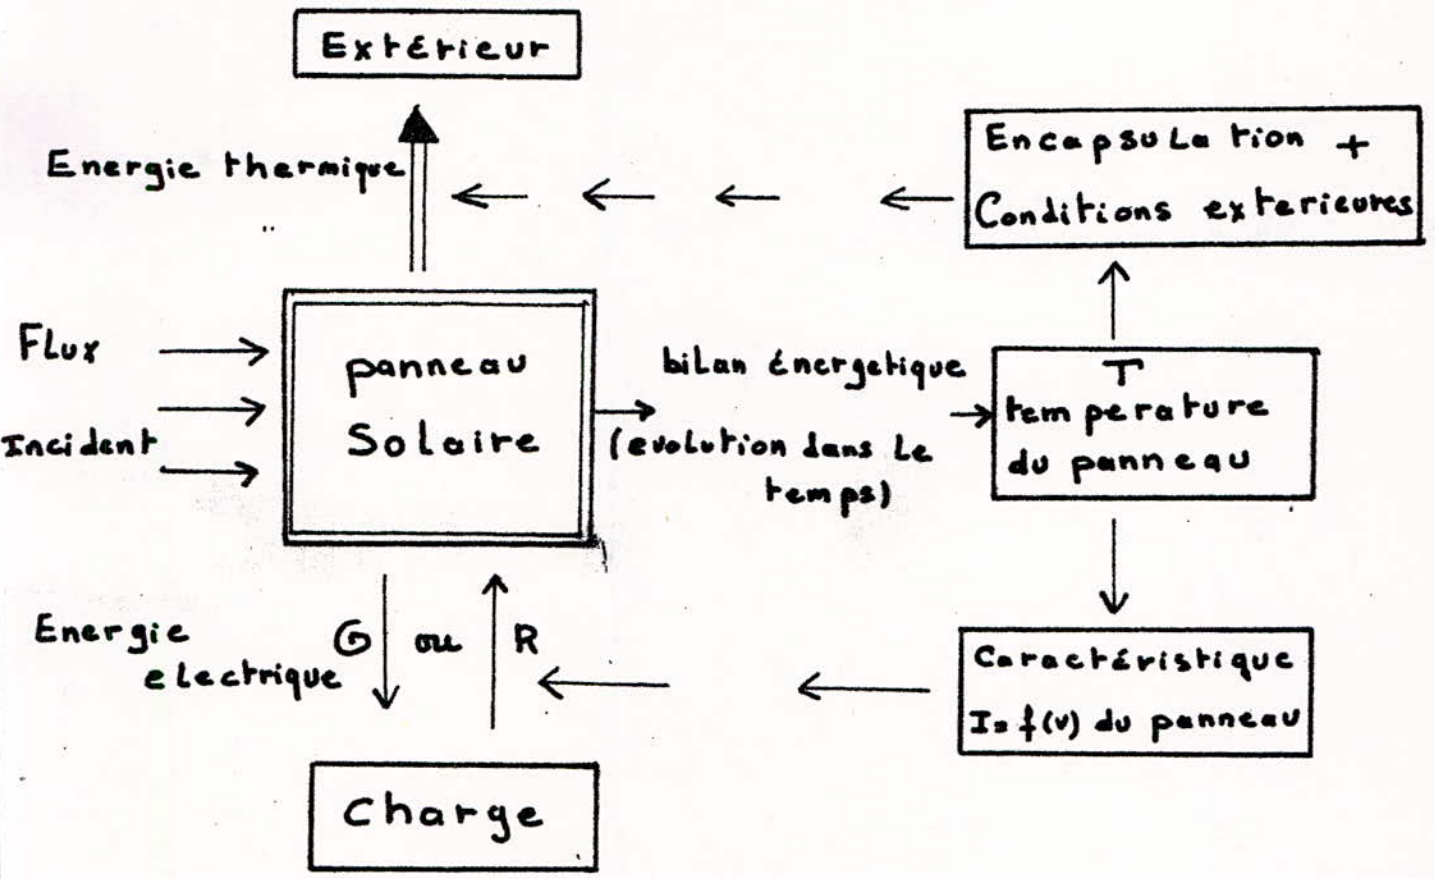 Extérieur
Energie thermique
Encapsulation +
Conditions exterieures
Flux
Incident
panneau
Solaire
bilan énergetique
(evolution dans le
temps)
T
temperature
du panneau
Energie
electrique
G ou R
Caractéristique
I=f(v) du panneau
Charge